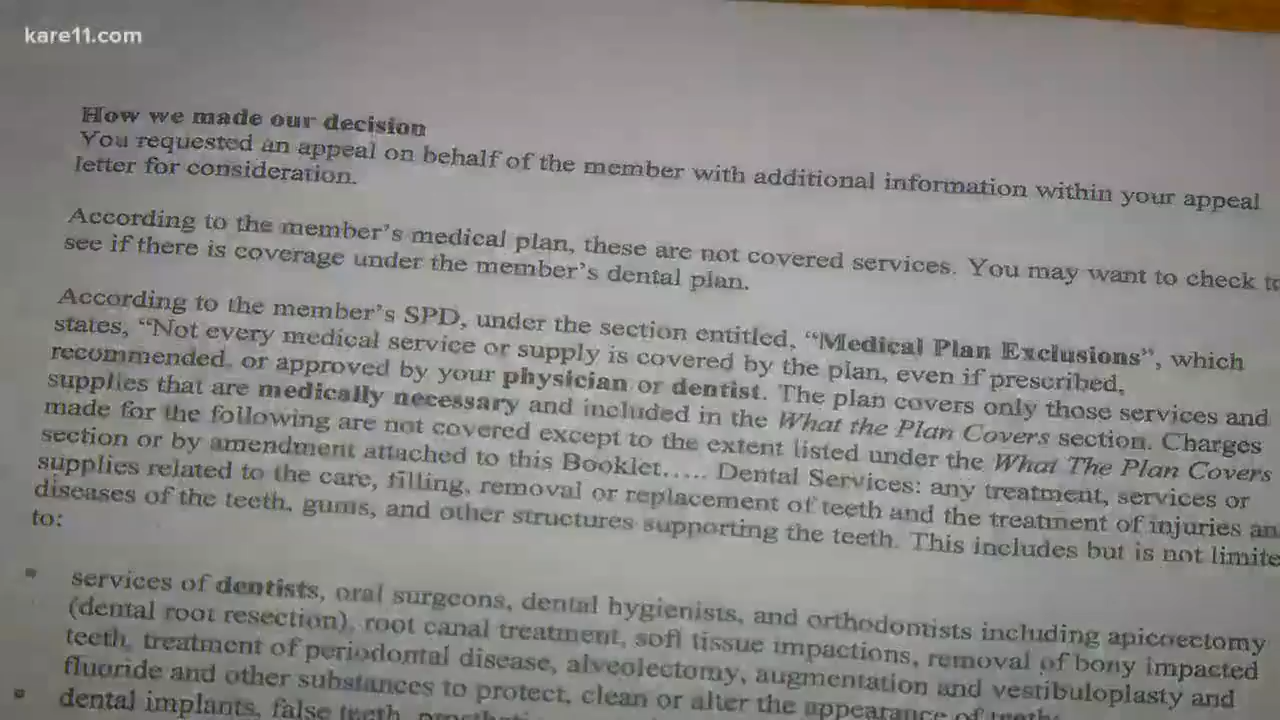 kare11.com
How we made our decision
You requested an appeal on behalf of the member with additional information within your appeal
letter for consideration.
According to the member's medical plan, these are not covered services. You may want to check to
see if there is coverage under the member's dental plan.
According to the member's SPD, under the section entitled, "Medical Plan Exclusions", which
states, "Not every medical service or supply is covered by the plan, even if prescribed,
recommended, or approved by your physician or dentist. The plan covers only those services and
supplies that are medically necessary and included in the What the Plan Covers section. Charges
made for the following are not covered except to the extent listed under the What The Plan Covers
section or by amendment attached to this Booklet..... Dental Services: any treatment, services or
supplies related to the care, filling, removal or replacement of teeth and the treatment of injuries an
diseases of the teeth, gums, and other structures supporting the teeth. This includes but is not limite
to:
services of dentists, oral surgeons, dental hygienists, and orthodontists including apicoectomy
(dental root resection), root canal treatment, soft tissue impactions, removal of bony impacted
teeth, treatment of periodontal disease, alveolectomy, augmentation and vestibuloplasty and
fluoride and other substances to protect, clean or alter the appearance of teeth
dental implants, false teeth,